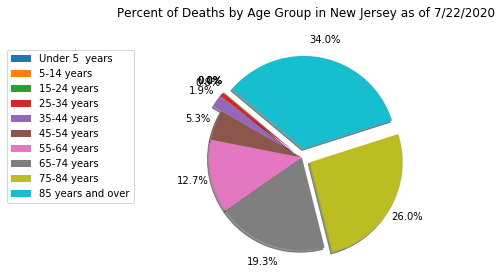 Percent of Deaths by Age Group in New Jersey as of 7/22/2020
Under 5  years
5-14 years
15-24 years
25-34 years
35-44 years
45-54 years
55-64 years
65-74 years
75-84 years
85 years and over
34.0%
0.0%
1.9%
5.3%
12.7%
19.3%
26.0%